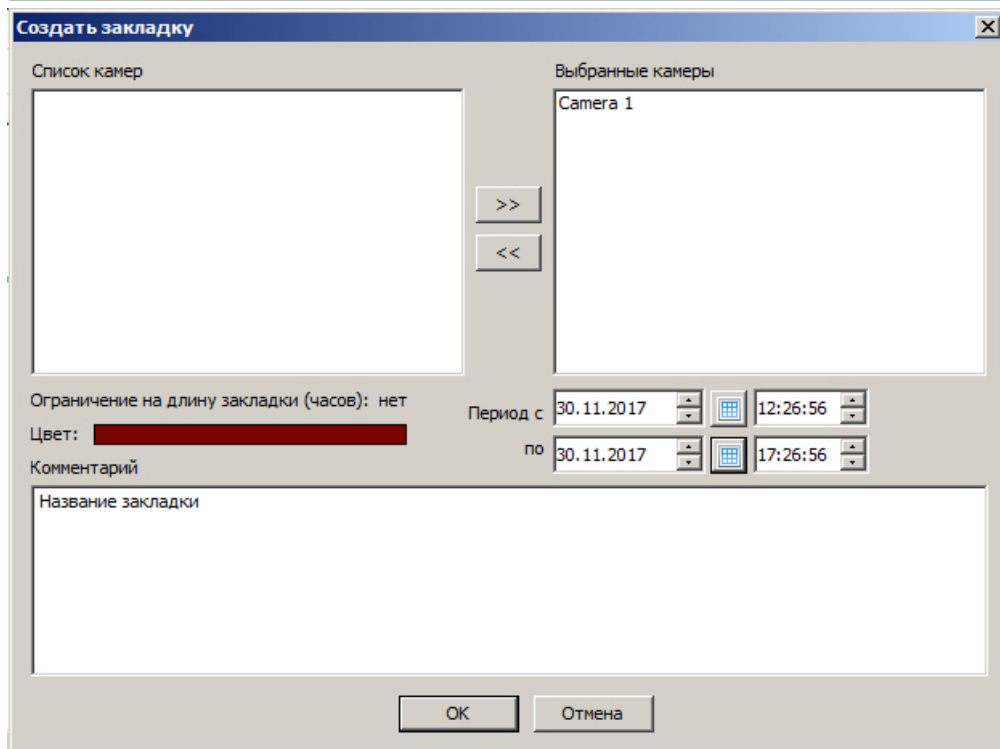 Создать закладку
Список камер
Выбранные камеры
Camera 1
>>
<<
Ограничение на длину закладки (часов): нет
Период с 30.11.2017 12:26:56
Цвет:
по 30.11.2017 17:26:56
Комментарий
Название закладки
OK
Отмена